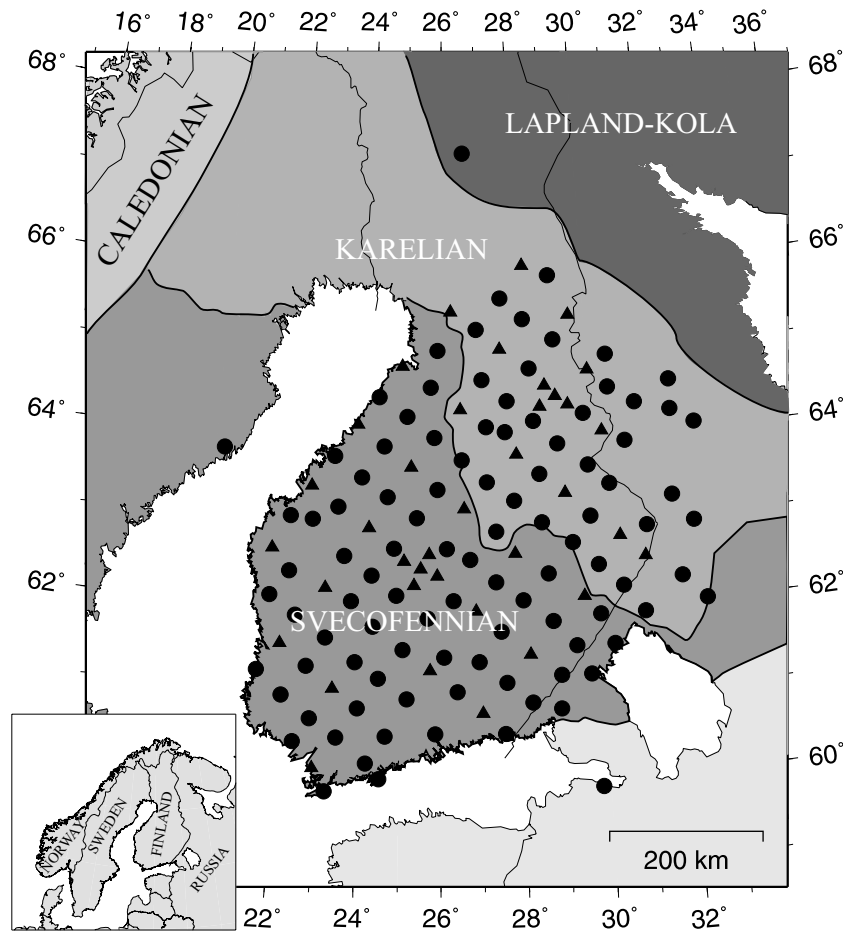 16° 18° 20° 22° 24° 26° 28° 30° 32° 34° 36°
68° 68°
LAPLAND-KOLA
CALEDONIAN
66° 66°
KARELIAN
64° 64°
62° 62°
SVECOFENNIAN
60° 60°
NORWAY
SWEDEN
FINLAND
RUSSIA
200 km
22° 24° 26° 28° 30° 32°